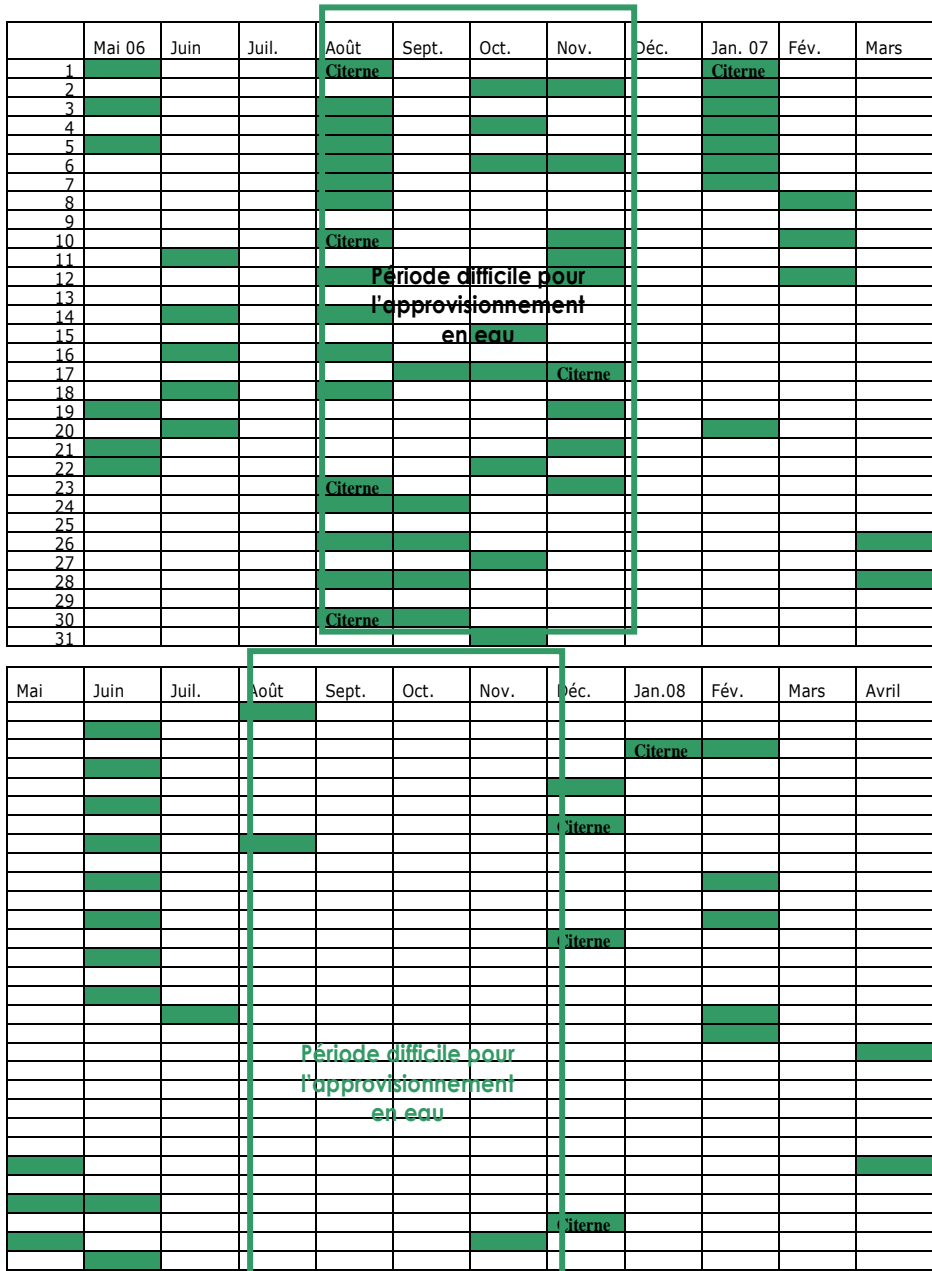 Mai 06 Juin Juil. Août Sept. Oct. Nov. Déc. Jan. 07 Fév. Mars
1 Citerne Citerne
2
3
4
5
6
7
8
9
10 Citerne
11
12
13
14
15
16
17 Citerne
18
19
20
21
22
23 Citerne
24
25
26
27
28
29
30 Citerne
31
Période difficile pour
l'approvisionnement
en eau
Mai Juin Juil. Août Sept. Oct. Nov. Déc. Jan.08 Fév. Mars Avril
Citerne
Citerne
Citerne
Période difficile pour
l'approvisionnement
en eau
Citerne